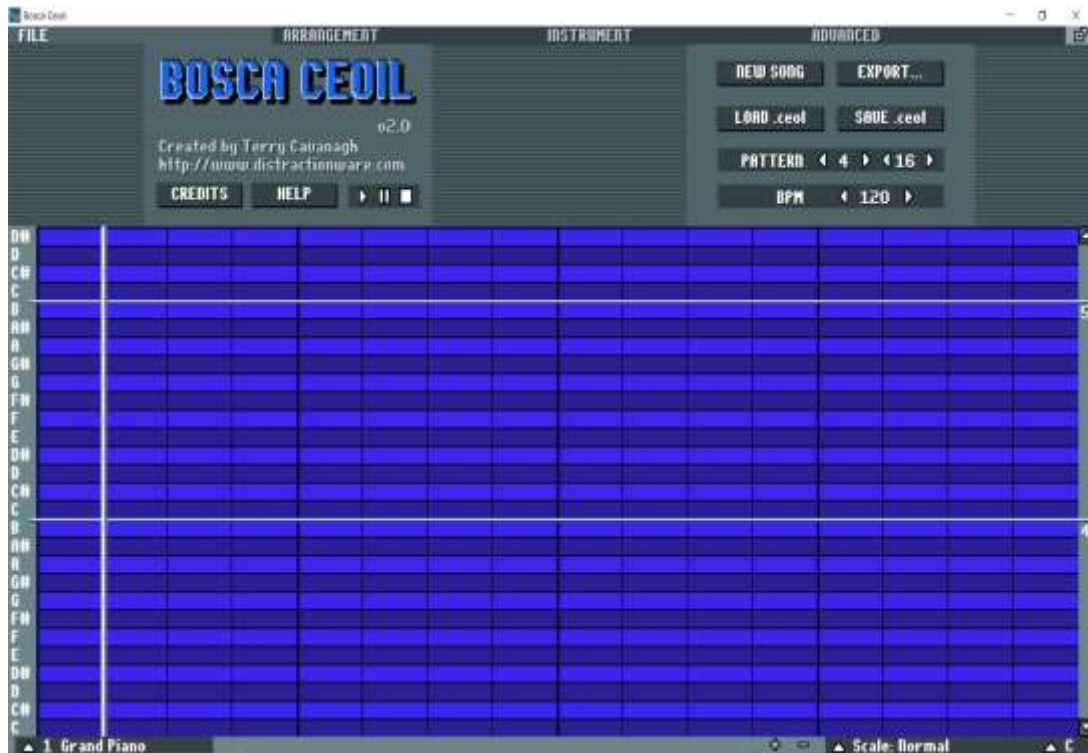 Bosca Ceoil
FILE ARRANGEMENT INSTRUMENT ADVANCED
BOSCA CEOIL
v2.0
Created by Terry Cavanagh
http://www.distractionware.com
CREDITS HELP
NEW SONG EXPORT...
LOAD .ceol SAVE .ceol
PATTERN 4 16
BPM 120
D#
D
C#
C
B
A#
A
G#
G
F#
F
E
D#
D
C#
C
B
A#
A
G#
G
F#
F
E
D#
D
C#
C
5
4
1 Grand Piano
Scale: Normal
C